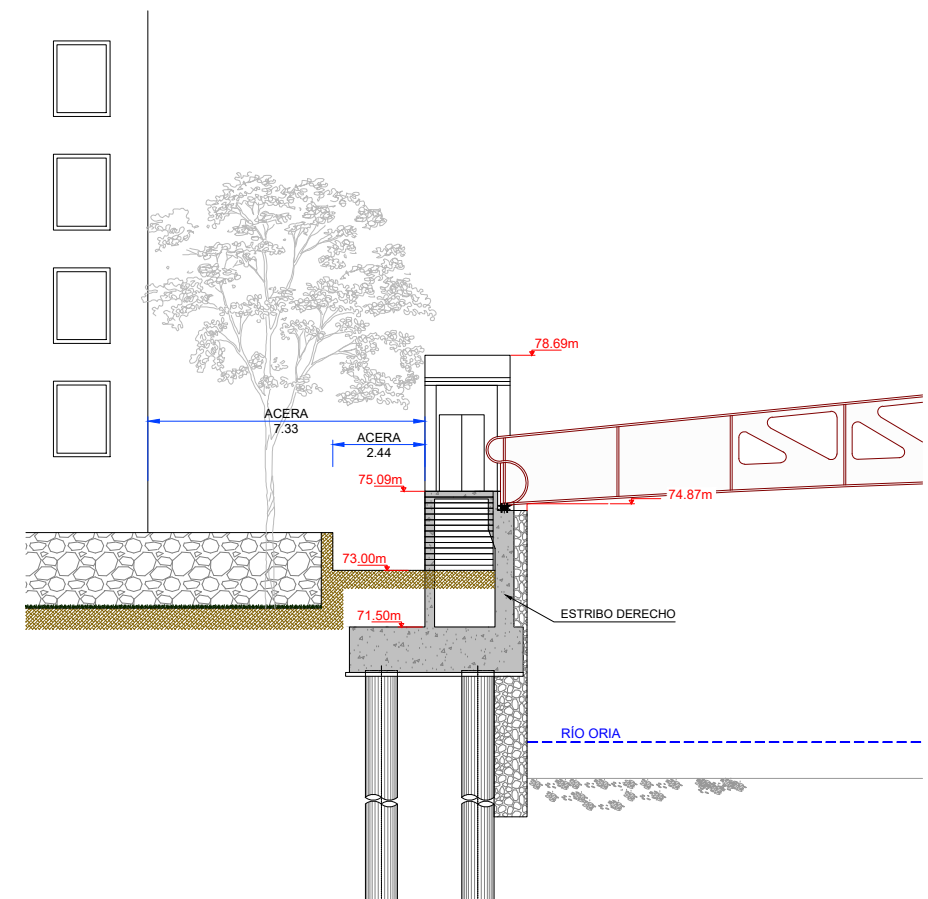 78.69m
ACERA
7.33
ACERA
2.44
75.09m
74.87m
73.00m
71.50m
ESTRIBO DERECHO
RÍO ORIA